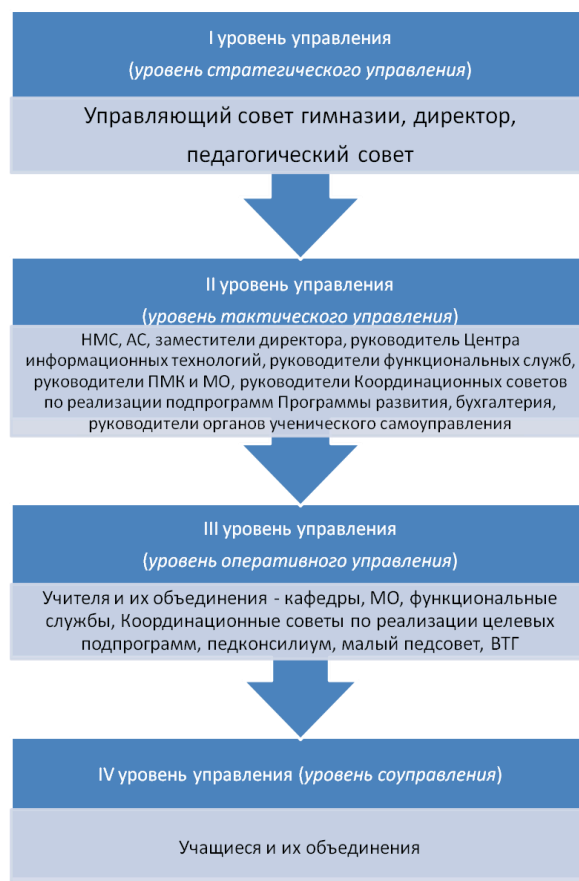 I уровень управления
(уровень стратегического управления)
Управляющий совет гимназии, директор,
педагогический совет
II уровень управления
(уровень тактического управления)
НМС, АС, заместители директора, руководитель Центра
информационных технологий, руководители функциональных служб,
руководители ПМК и МО, руководители Координационных советов
по реализации подпрограмм Программы развития, бухгалтерия,
руководители органов ученического самоуправления
III уровень управления
(уровень оперативного управления)
Учителя и их объединения - кафедры, МО, функциональные
службы, Координационные советы по реализации целевых
подпрограмм, педконсилиум, малый педсовет, ВТГ
IV уровень управления (уровень соуправления)
Учащиеся и их объединения